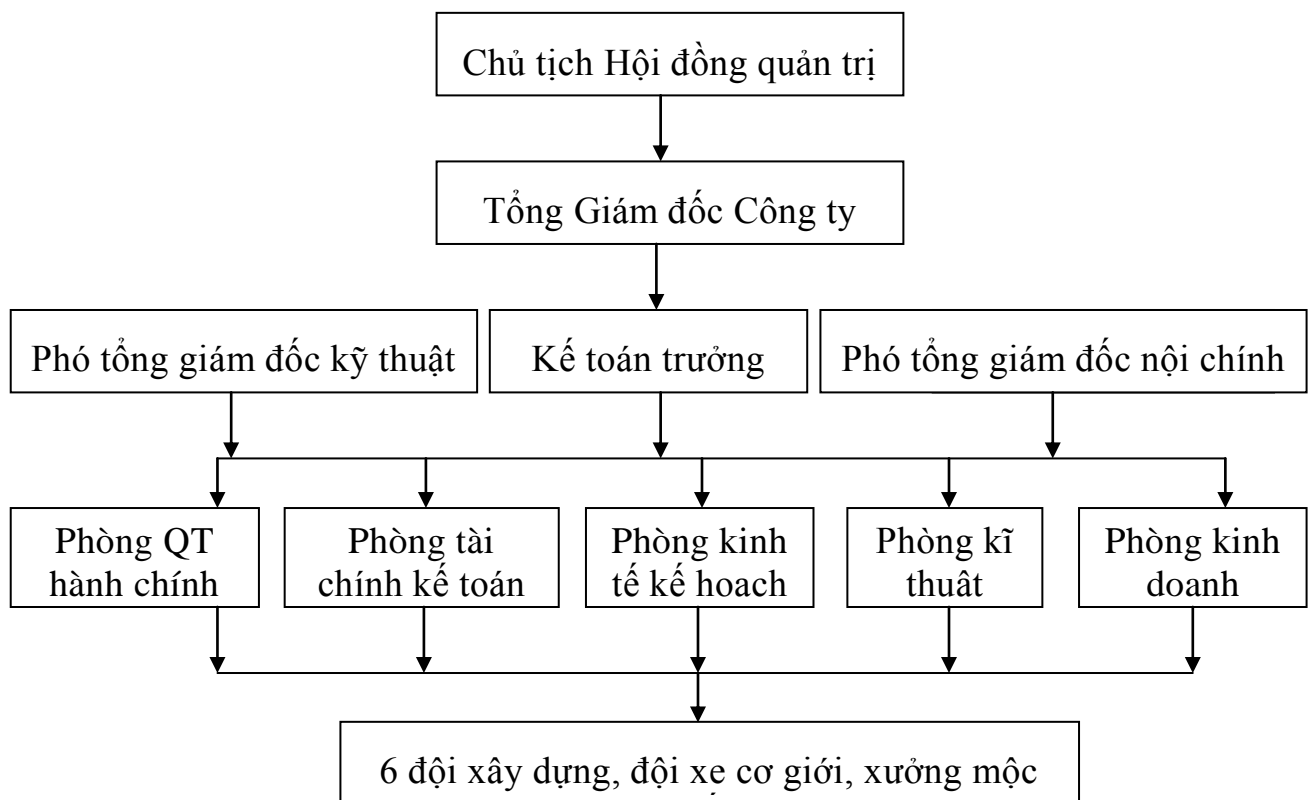 Chủ tịch Hội đồng quản trị
Tổng Giám đốc Công ty
Phó tổng giám đốc kỹ thuật
Kế toán trưởng
Phó tổng giám đốc nội chính
Phòng QT
hành chính
Phòng tài
chính kế toán
Phòng kinh
tế kế hoach
Phòng kĩ
thuât
Phòng kinh
doanh
6 đội xây dựng, đội xe cơ giới, xưởng mộc